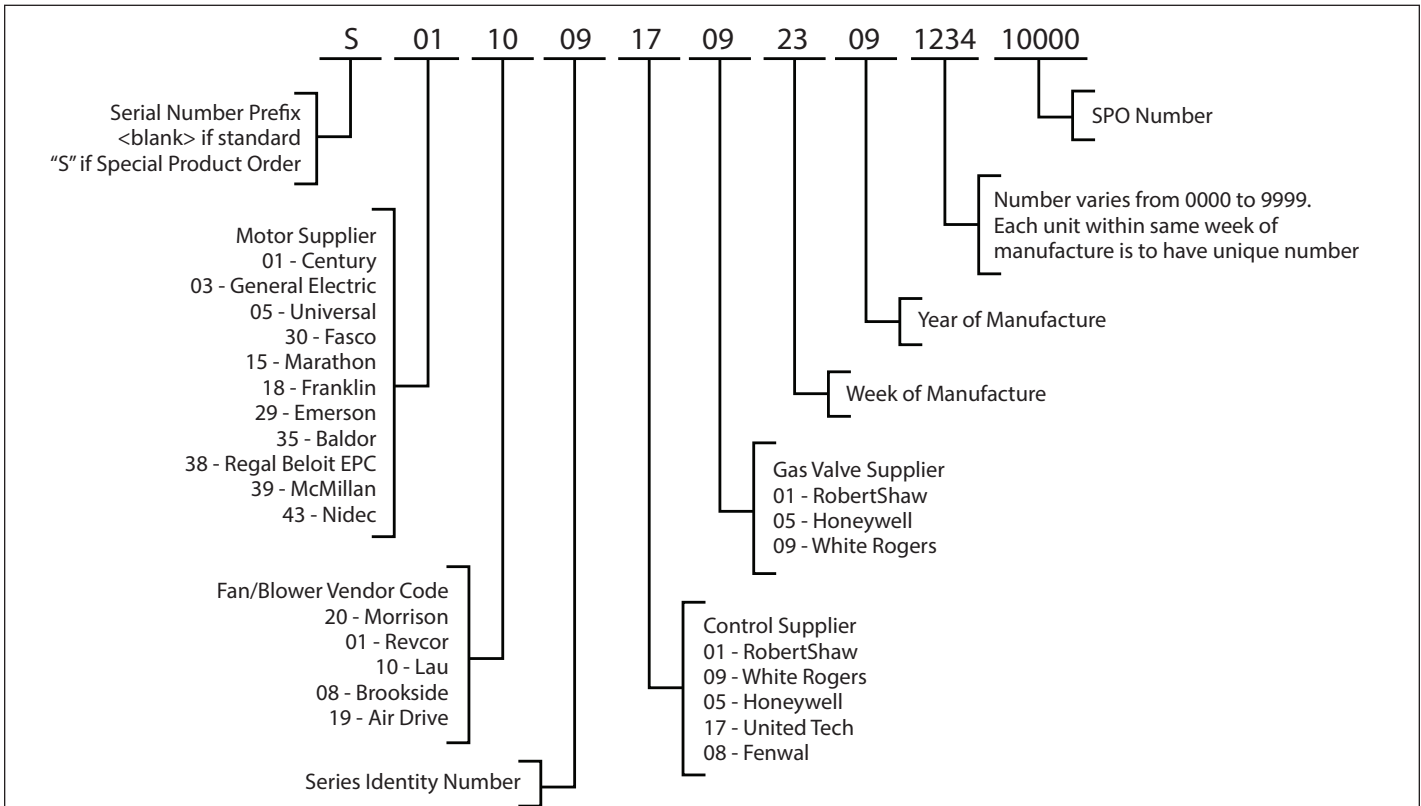 S 01 10 09 17 09 23 09 1234 10000
Serial Number Prefix
<blank> if standard
“S” if Special Product Order
SPO Number
Number varies from 0000 to 9999.
Each unit within same week of
manufacture is to have unique number
Motor Supplier
01 - Century
03 - General Electric
05 - Universal
30 - Fasco
15 - Marathon
18 - Franklin
29 - Emerson
35 - Baldor
38 - Regal Beloit EPC
39 - McMillan
43 - Nidec
Year of Manufacture
Week of Manufacture
Gas Valve Supplier
01 - RobertShaw
05 - Honeywell
09 - White Rogers
Fan/Blower Vendor Code
20 - Morrison
01 - Revcor
10 - Lau
08 - Brookside
19 - Air Drive
Control Supplier
01 - RobertShaw
09 - White Rogers
05 - Honeywell
17 - United Tech
08 - Fenwal
Series Identity Number